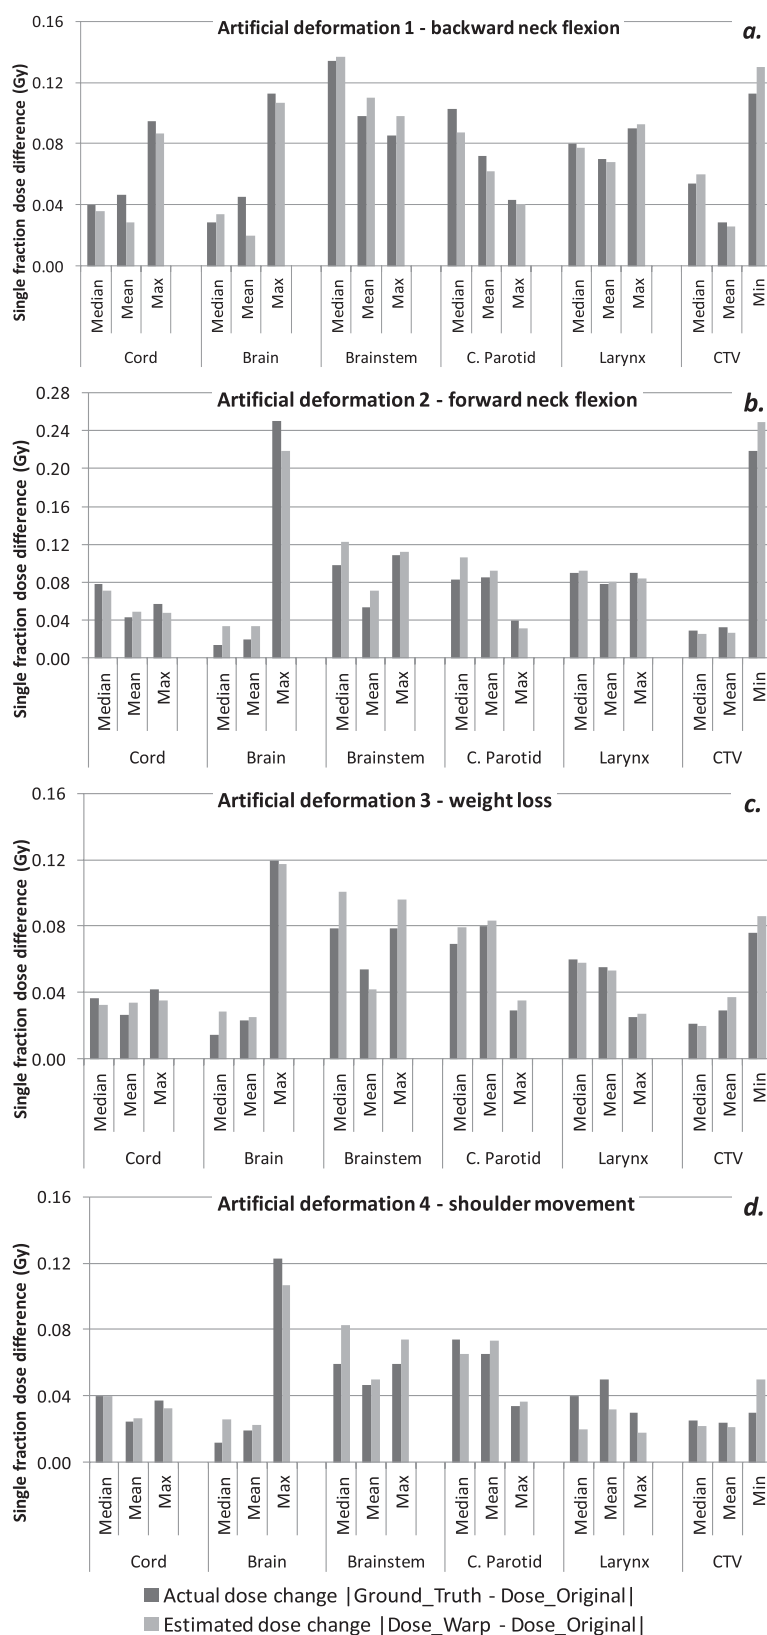 Artificial deformation 1 - backward neck flexion
a.
Single fraction dose difference (Gy)
0.16
0.12
0.08
0.04
0.00
Median Mean Max Median Mean Max Median Mean Max Median Mean Max Median Mean Max Median Mean Min
Cord Brain Brainstem C. Parotid Larynx CTV
Artificial deformation 2 - forward neck flexion
b.
Single fraction dose difference (Gy)
0.28
0.24
0.20
0.16
0.12
0.08
0.04
0.00
Median Mean Max Median Mean Max Median Mean Max Median Mean Max Median Mean Max Median Mean Min
Cord Brain Brainstem C. Parotid Larynx CTV
Artificial deformation 3 - weight loss
c.
Single fraction dose difference (Gy)
0.16
0.12
0.08
0.04
0.00
Median Mean Max Median Mean Max Median Mean Max Median Mean Max Median Mean Max Median Mean Min
Cord Brain Brainstem C. Parotid Larynx CTV
Artificial deformation 4 - shoulder movement
d.
Single fraction dose difference (Gy)
0.16
0.12
0.08
0.04
0.00
Median Mean Max Median Mean Max Median Mean Max Median Mean Max Median Mean Max Median Mean Min
Cord Brain Brainstem C. Parotid Larynx CTV
Actual dose change |Ground_Truth - Dose_Original|
Estimated dose change |Dose_Warp - Dose_Original|